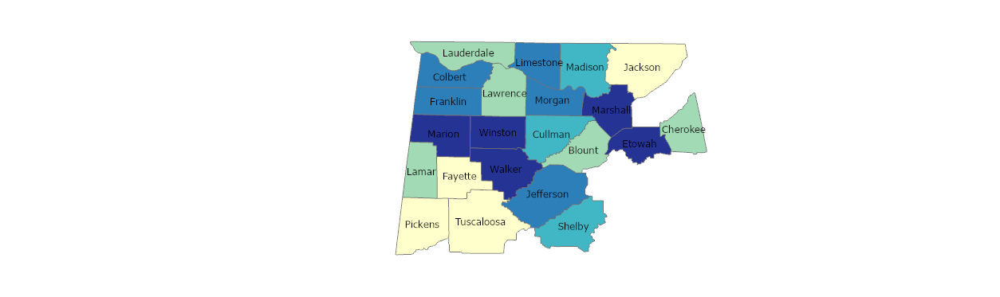 Lauderdale
Limestone
Madison
Jackson
Colbert
Lawrence
Franklin
Morgan
Marshall
Cherokee
Marion
Winston
Cullman
Etowah
Blount
Lamar
Fayette
Walker
Jefferson
Pickens
Tuscaloosa
Shelby